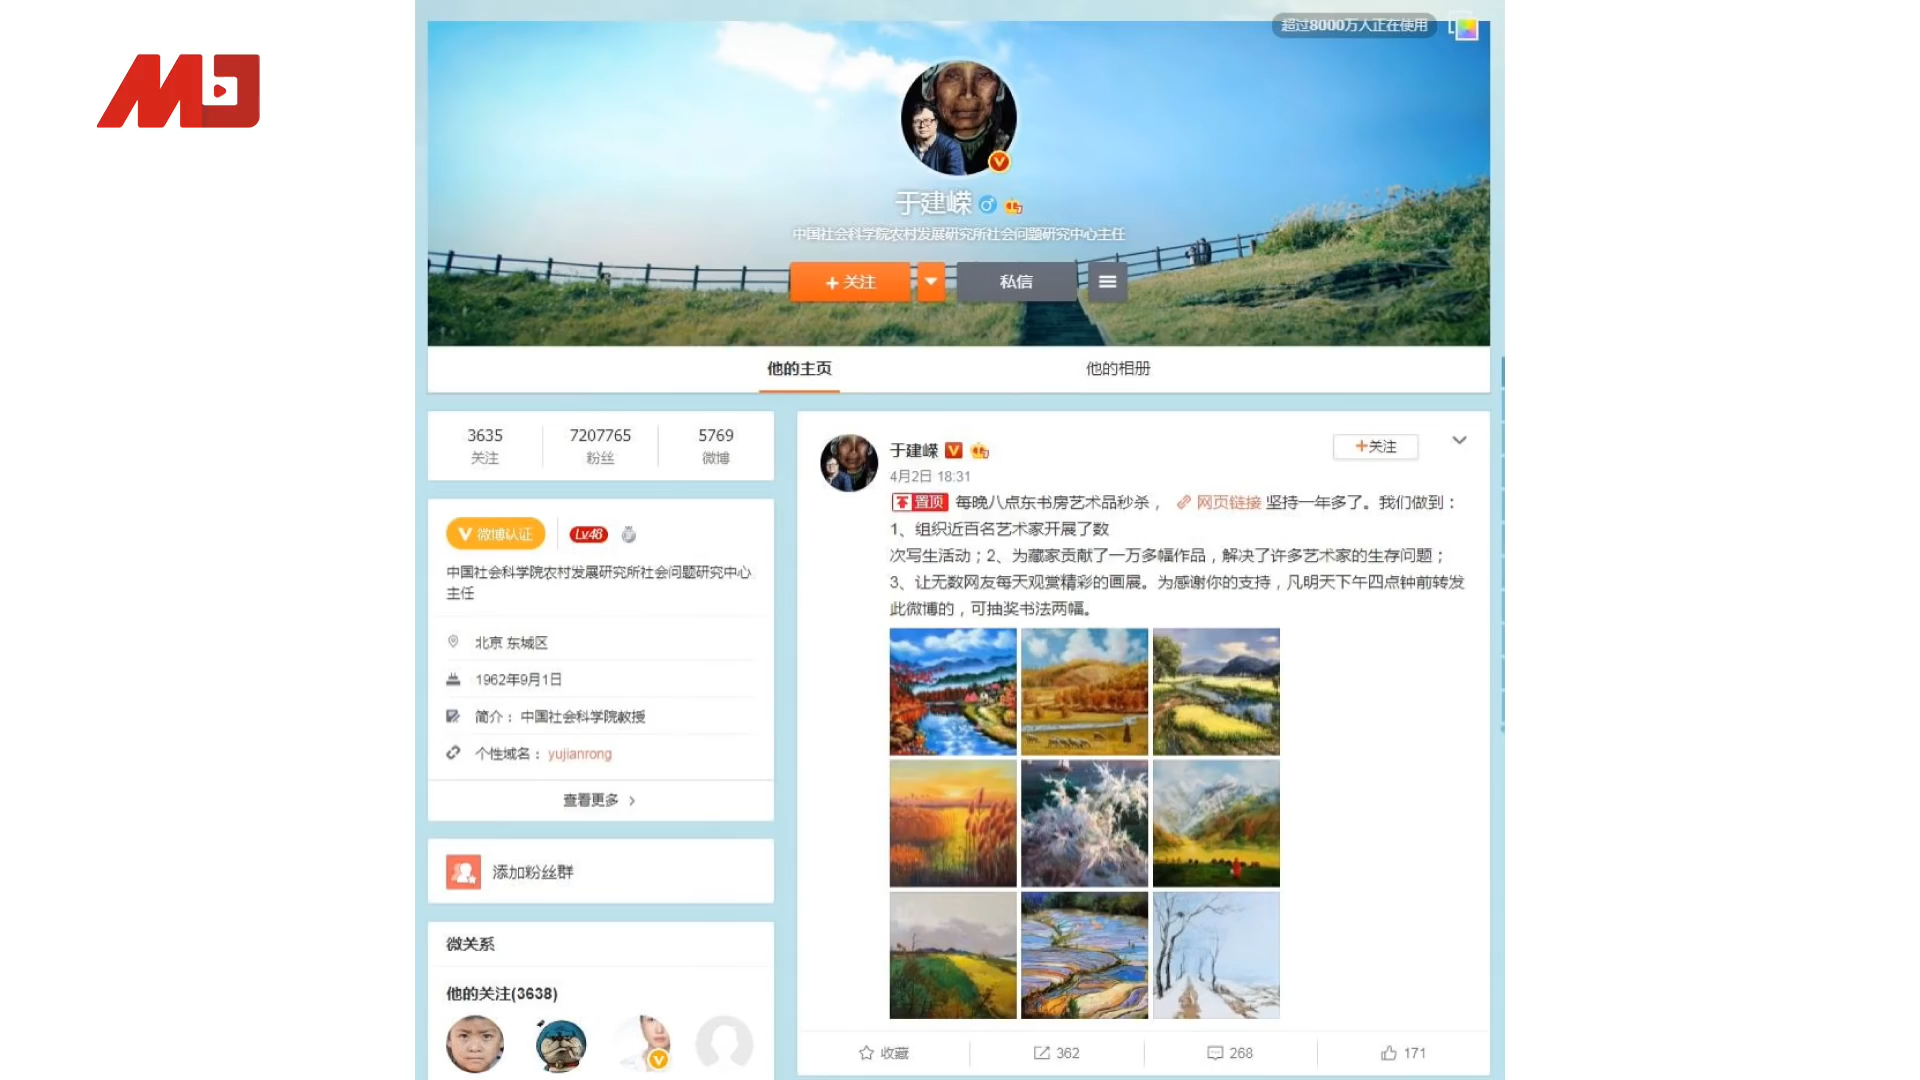 超过8000万人正在使用
于建嵘
中国社会科学院农村发展研究所社会问题研究中心主任
+关注
私信
他的主页
他的相册
3635
关注
7207765
粉丝
5769
微博
V 微博认证
Lv.48
中国社会科学院农村发展研究所社会问题研究中心
主任
北京 东城区
1962年9月1日
简介： 中国社会科学院教授
个性域名： yujianrong
查看更多 >
添加粉丝群
微关系
他的关注(3638)
于建嵘 V
+关注
4月2日 18:31
置顶 每晚八点东书房艺术品秒杀， 网页链接 坚持一年多了。我们做到：
1、组织近百名艺术家开展了数
次写生活动；2、为藏家贡献了一万多幅作品，解决了许多艺术家的生存问题；
3、让无数网友每天观赏精彩的画展。为感谢你的支持，凡明天下午四点钟前转发
此微博的，可抽奖书法两幅。
收藏
362
268
171